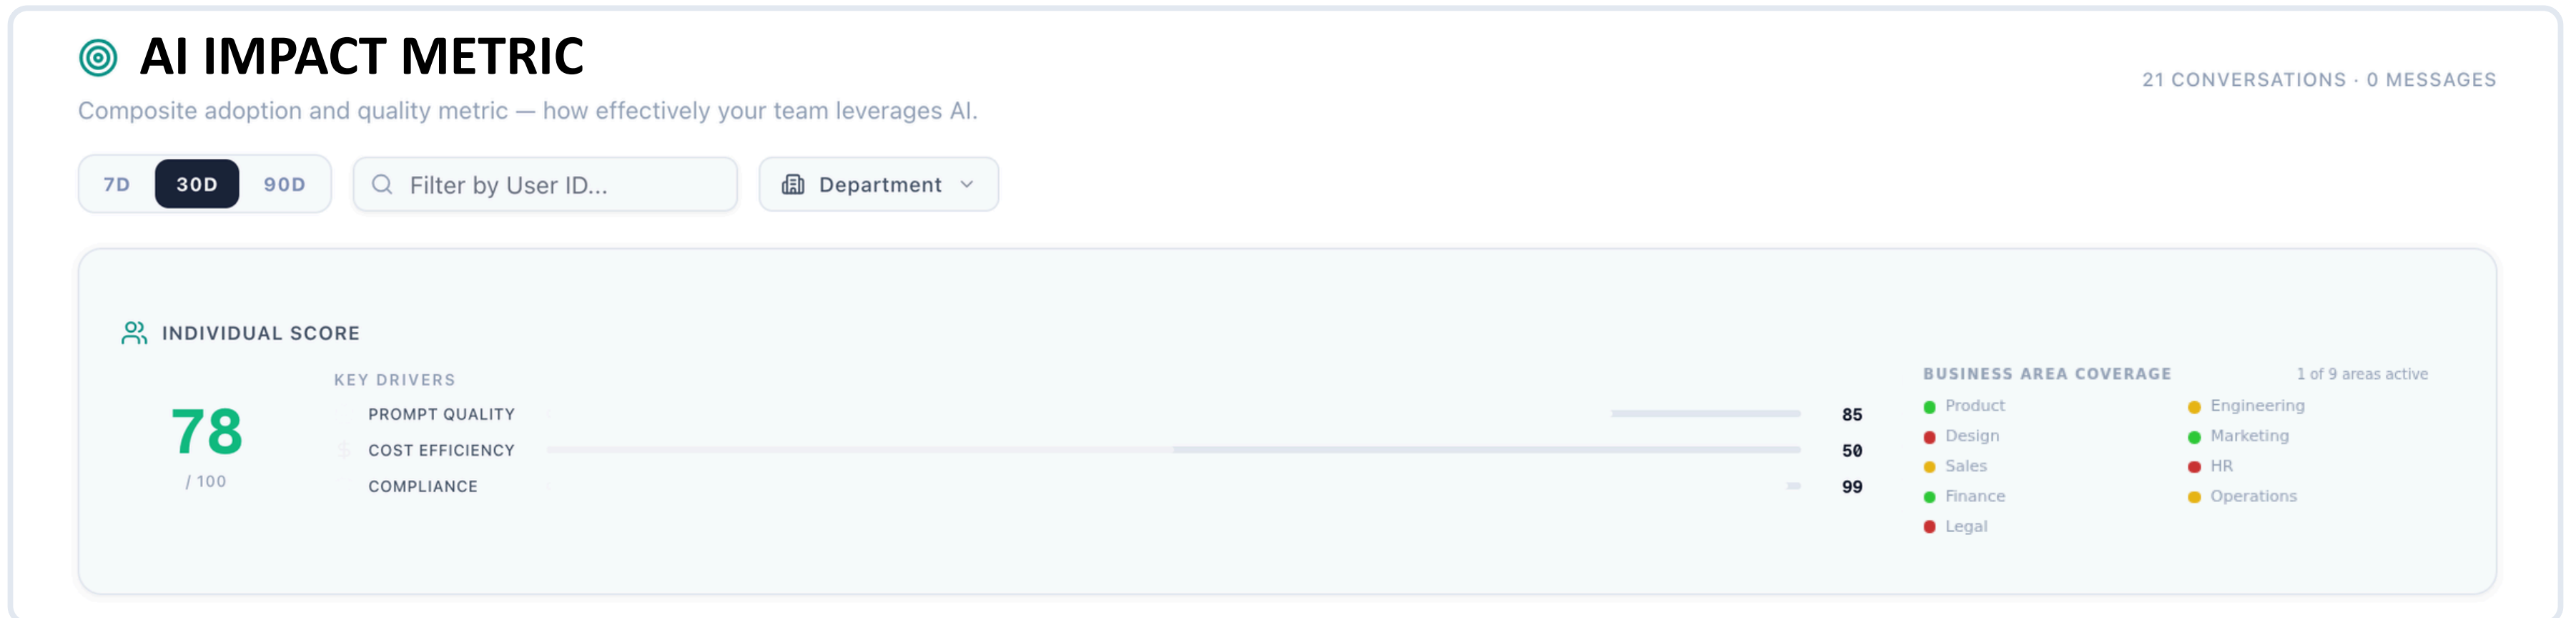 AI IMPACT METRIC
Composite adoption and quality metric — how effectively your team leverages AI.
21 CONVERSATIONS · 0 MESSAGES
7D 30D 90D
Filter by User ID...
Department
INDIVIDUAL SCORE
78
/ 100
KEY DRIVERS
PROMPT QUALITY 85
$ COST EFFICIENCY 50
COMPLIANCE 99
BUSINESS AREA COVERAGE 1 of 9 areas active
Product Engineering
Design Marketing
Sales HR
Finance Operations
Legal